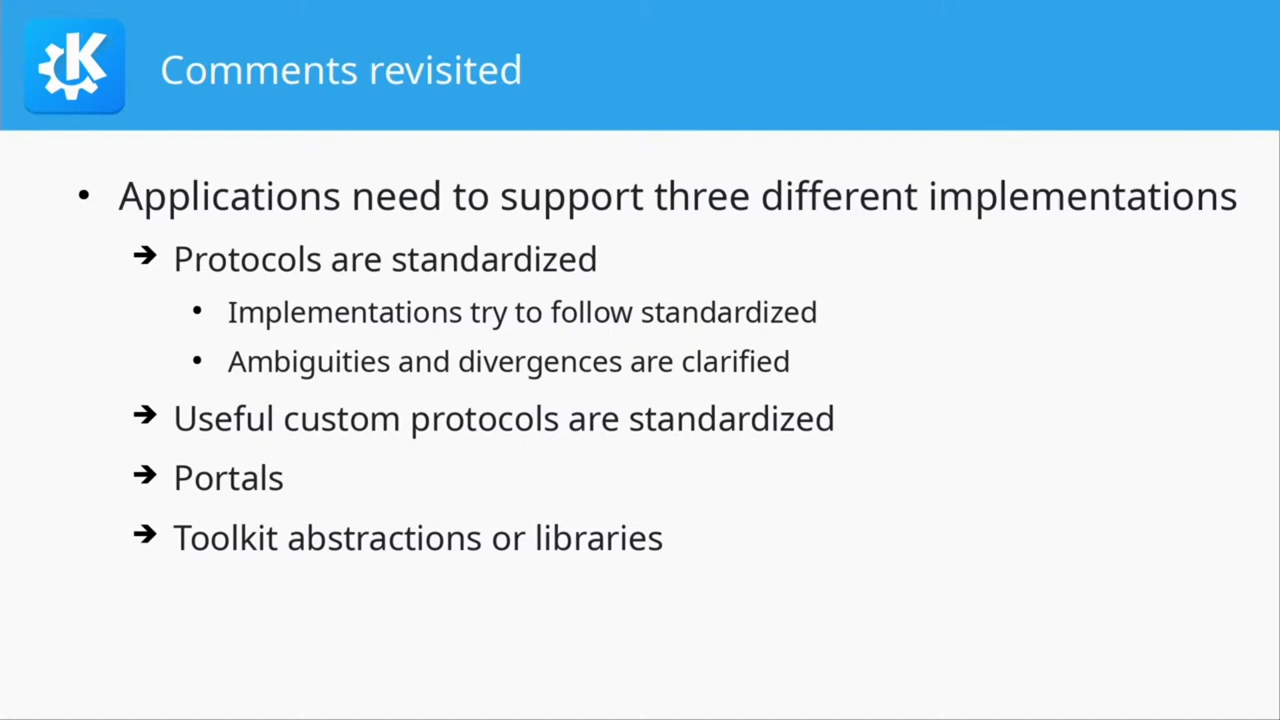 Comments revisited
• Applications need to support three different implementations
➔ Protocols are standardized
• Implementations try to follow standardized
• Ambiguities and divergences are clarified
➔ Useful custom protocols are standardized
➔ Portals
➔ Toolkit abstractions or libraries